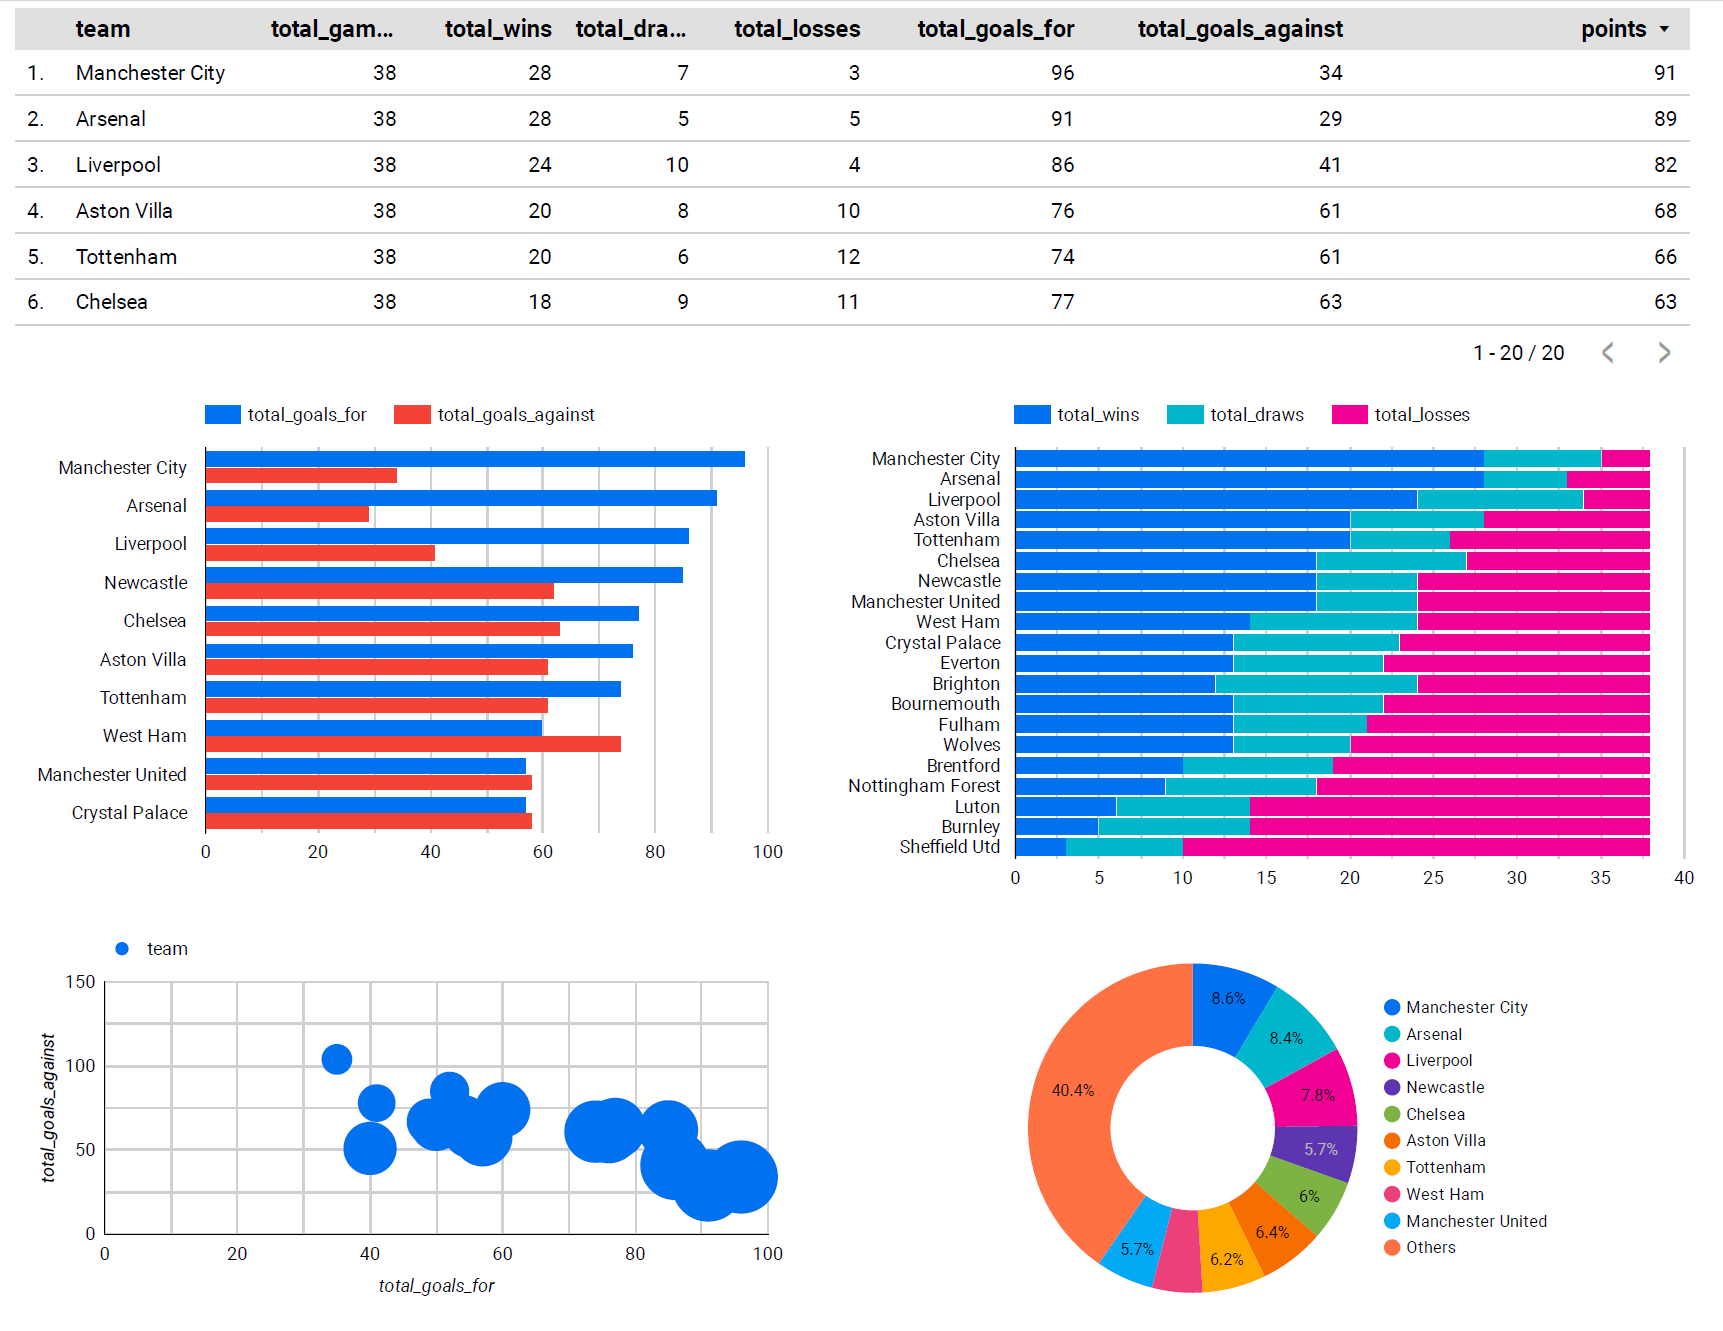 team total_gam... total_wins total_dra... total_losses total_goals_for total_goals_against points
1. Manchester City 38 28 7 3 96 34 91
2. Arsenal 38 28 5 5 91 29 89
3. Liverpool 38 24 10 4 86 41 82
4. Aston Villa 38 20 8 10 76 61 68
5. Tottenham 38 20 6 12 74 61 66
6. Chelsea 38 18 9 11 77 63 63
1 - 20 / 20
total_goals_for total_goals_against
Manchester City
Arsenal
Liverpool
Newcastle
Chelsea
Aston Villa
Tottenham
West Ham
Manchester United
Crystal Palace
0 20 40 60 80 100
total_wins total_draws total_losses
Manchester City
Arsenal
Liverpool
Aston Villa
Tottenham
Chelsea
Newcastle
Manchester United
West Ham
Crystal Palace
Everton
Brighton
Bournemouth
Fulham
Wolves
Brentford
Nottingham Forest
Luton
Burnley
Sheffield Utd
0 5 10 15 20 25 30 35 40
team
total_goals_against
150
100
50
0
0 20 40 60 80 100
total_goals_for
8.6%
8.4%
7.8%
5.7%
6%
6.4%
6.2%
5.7%
40.4%
Manchester City
Arsenal
Liverpool
Newcastle
Chelsea
Aston Villa
Tottenham
West Ham
Manchester United
Others